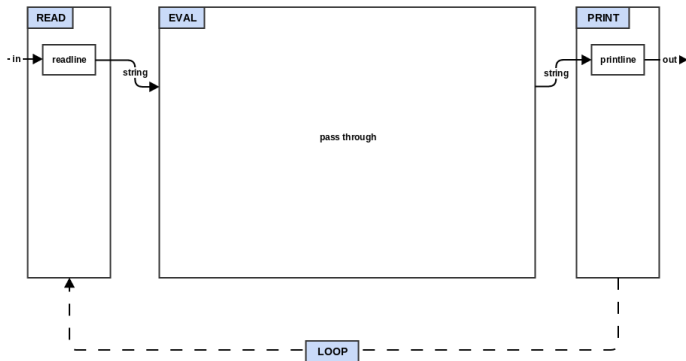 READ
EVAL
PRINT
- in
readline
string
pass through
string
printline
out
LOOP